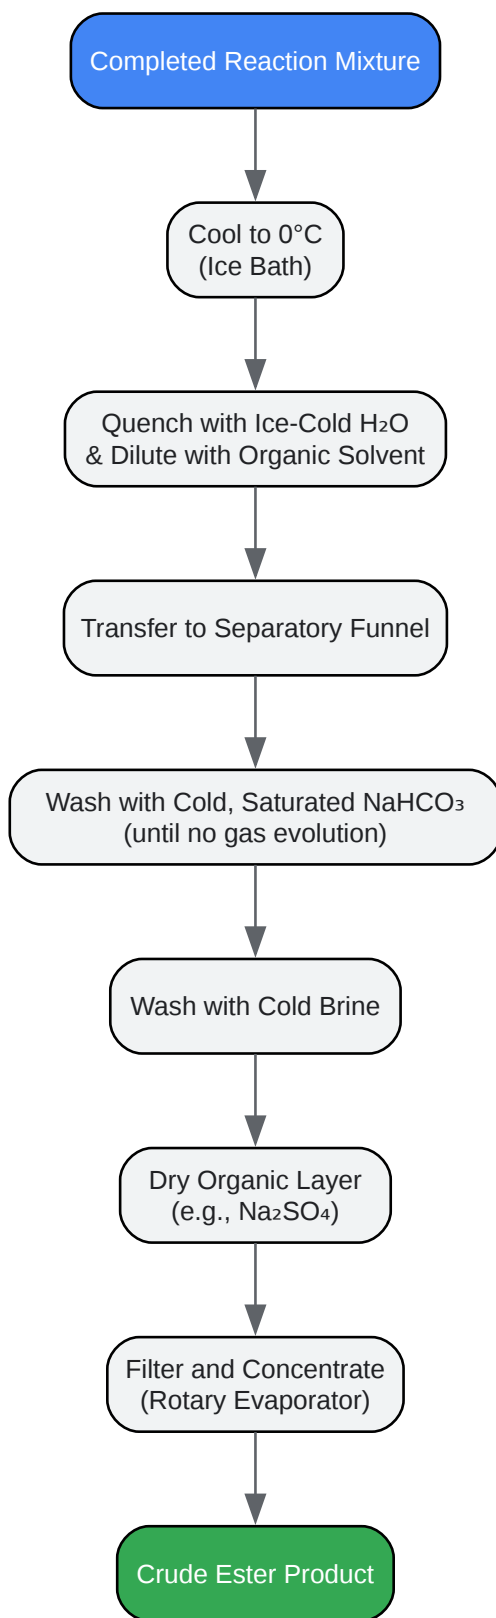 Completed Reaction Mixture
Cool to 0°C
(Ice Bath)
Quench with Ice-Cold H₂O
& Dilute with Organic Solvent
Transfer to Separatory Funnel
Wash with Cold, Saturated NaHCO₃
(until no gas evolution)
Wash with Cold Brine
Dry Organic Layer
(e.g., Na₂SO₄)
Filter and Concentrate
(Rotary Evaporator)
Crude Ester Product